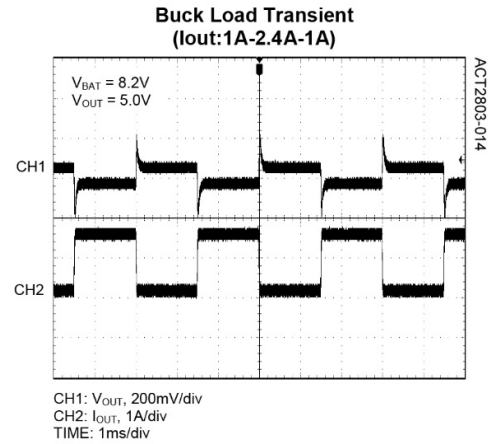 Buck Load Transient
(Iout:1A-2.4A-1A)
VBAT = 8.2V
VOUT = 5.0V
ACT2803-014
CH1
CH2
CH1: VOUT, 200mV/div
CH2: IOUT, 1A/div
TIME: 1ms/div